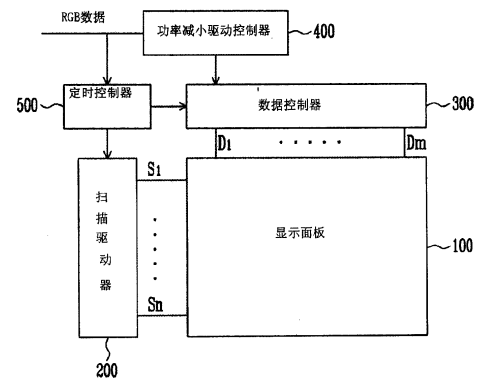 RGB数据
功率减小驱动控制器
400
定时控制器
500
数据控制器
300
D1
Dm
S1
扫描驱动器
显示面板
100
Sn
200